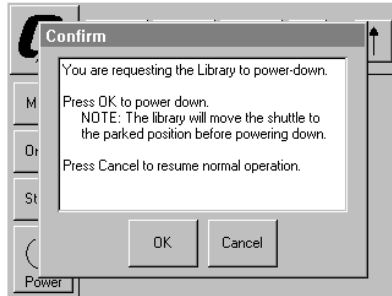 Confirm
You are requesting the Library to power-down.
Press OK to power down.
NOTE: The library will move the shuttle to
the parked position before powering down.
Press Cancel to resume normal operation.
OK
Cancel
Power